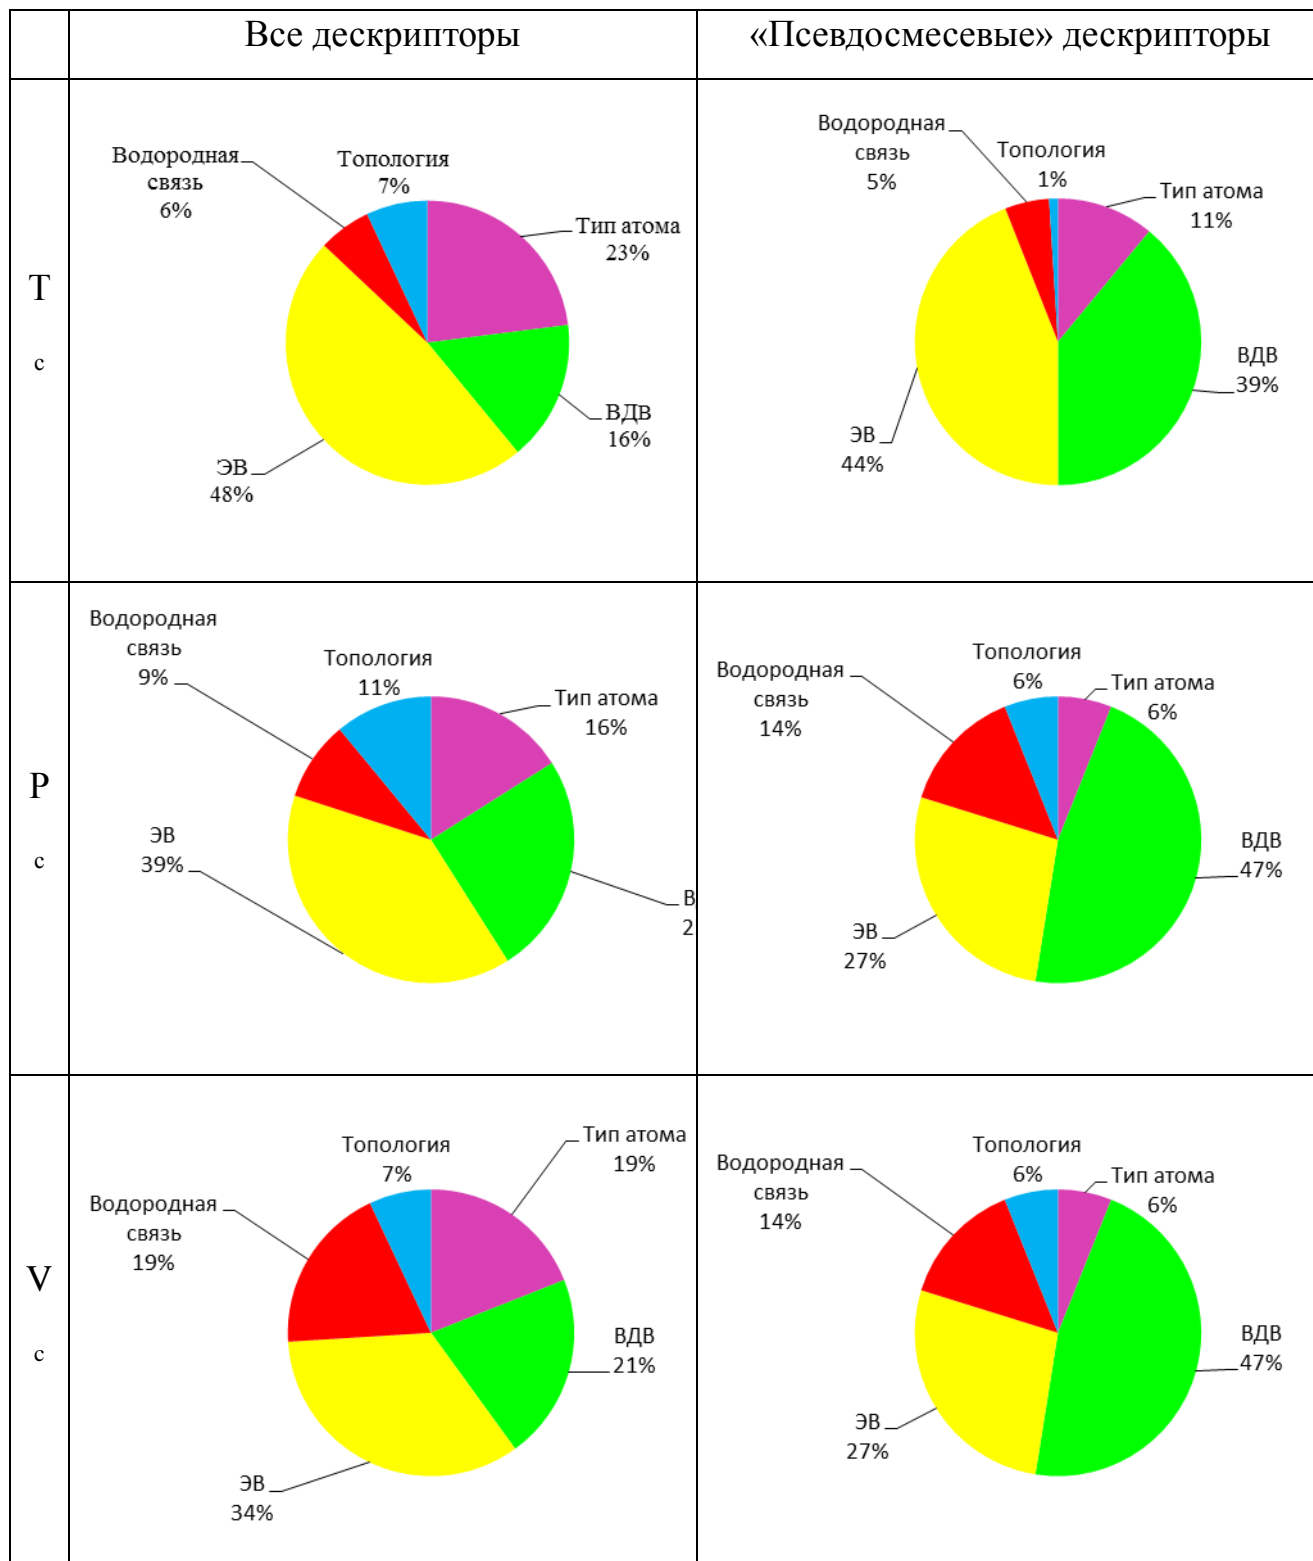 Все дескрипторы
«Псевдосмесевые» дескрипторы
Т
с
Водородная
связь
6%
Топология
7%
Тип атома
23%
ВДВ
16%
ЭВ
48%
Водородная
связь
5%
Топология
1%
Тип атома
11%
ВДВ
39%
ЭВ
44%
Р
с
Водородная
связь
9%
Топология
11%
Тип атома
16%
В
2
ЭВ
39%
Водородная
связь
14%
Топология
6%
Тип атома
6%
ВДВ
47%
ЭВ
27%
V
с
Водородная
связь
19%
Топология
7%
Тип атома
19%
ВДВ
21%
ЭВ
34%
Водородная
связь
14%
Топология
6%
Тип атома
6%
ВДВ
47%
ЭВ
27%